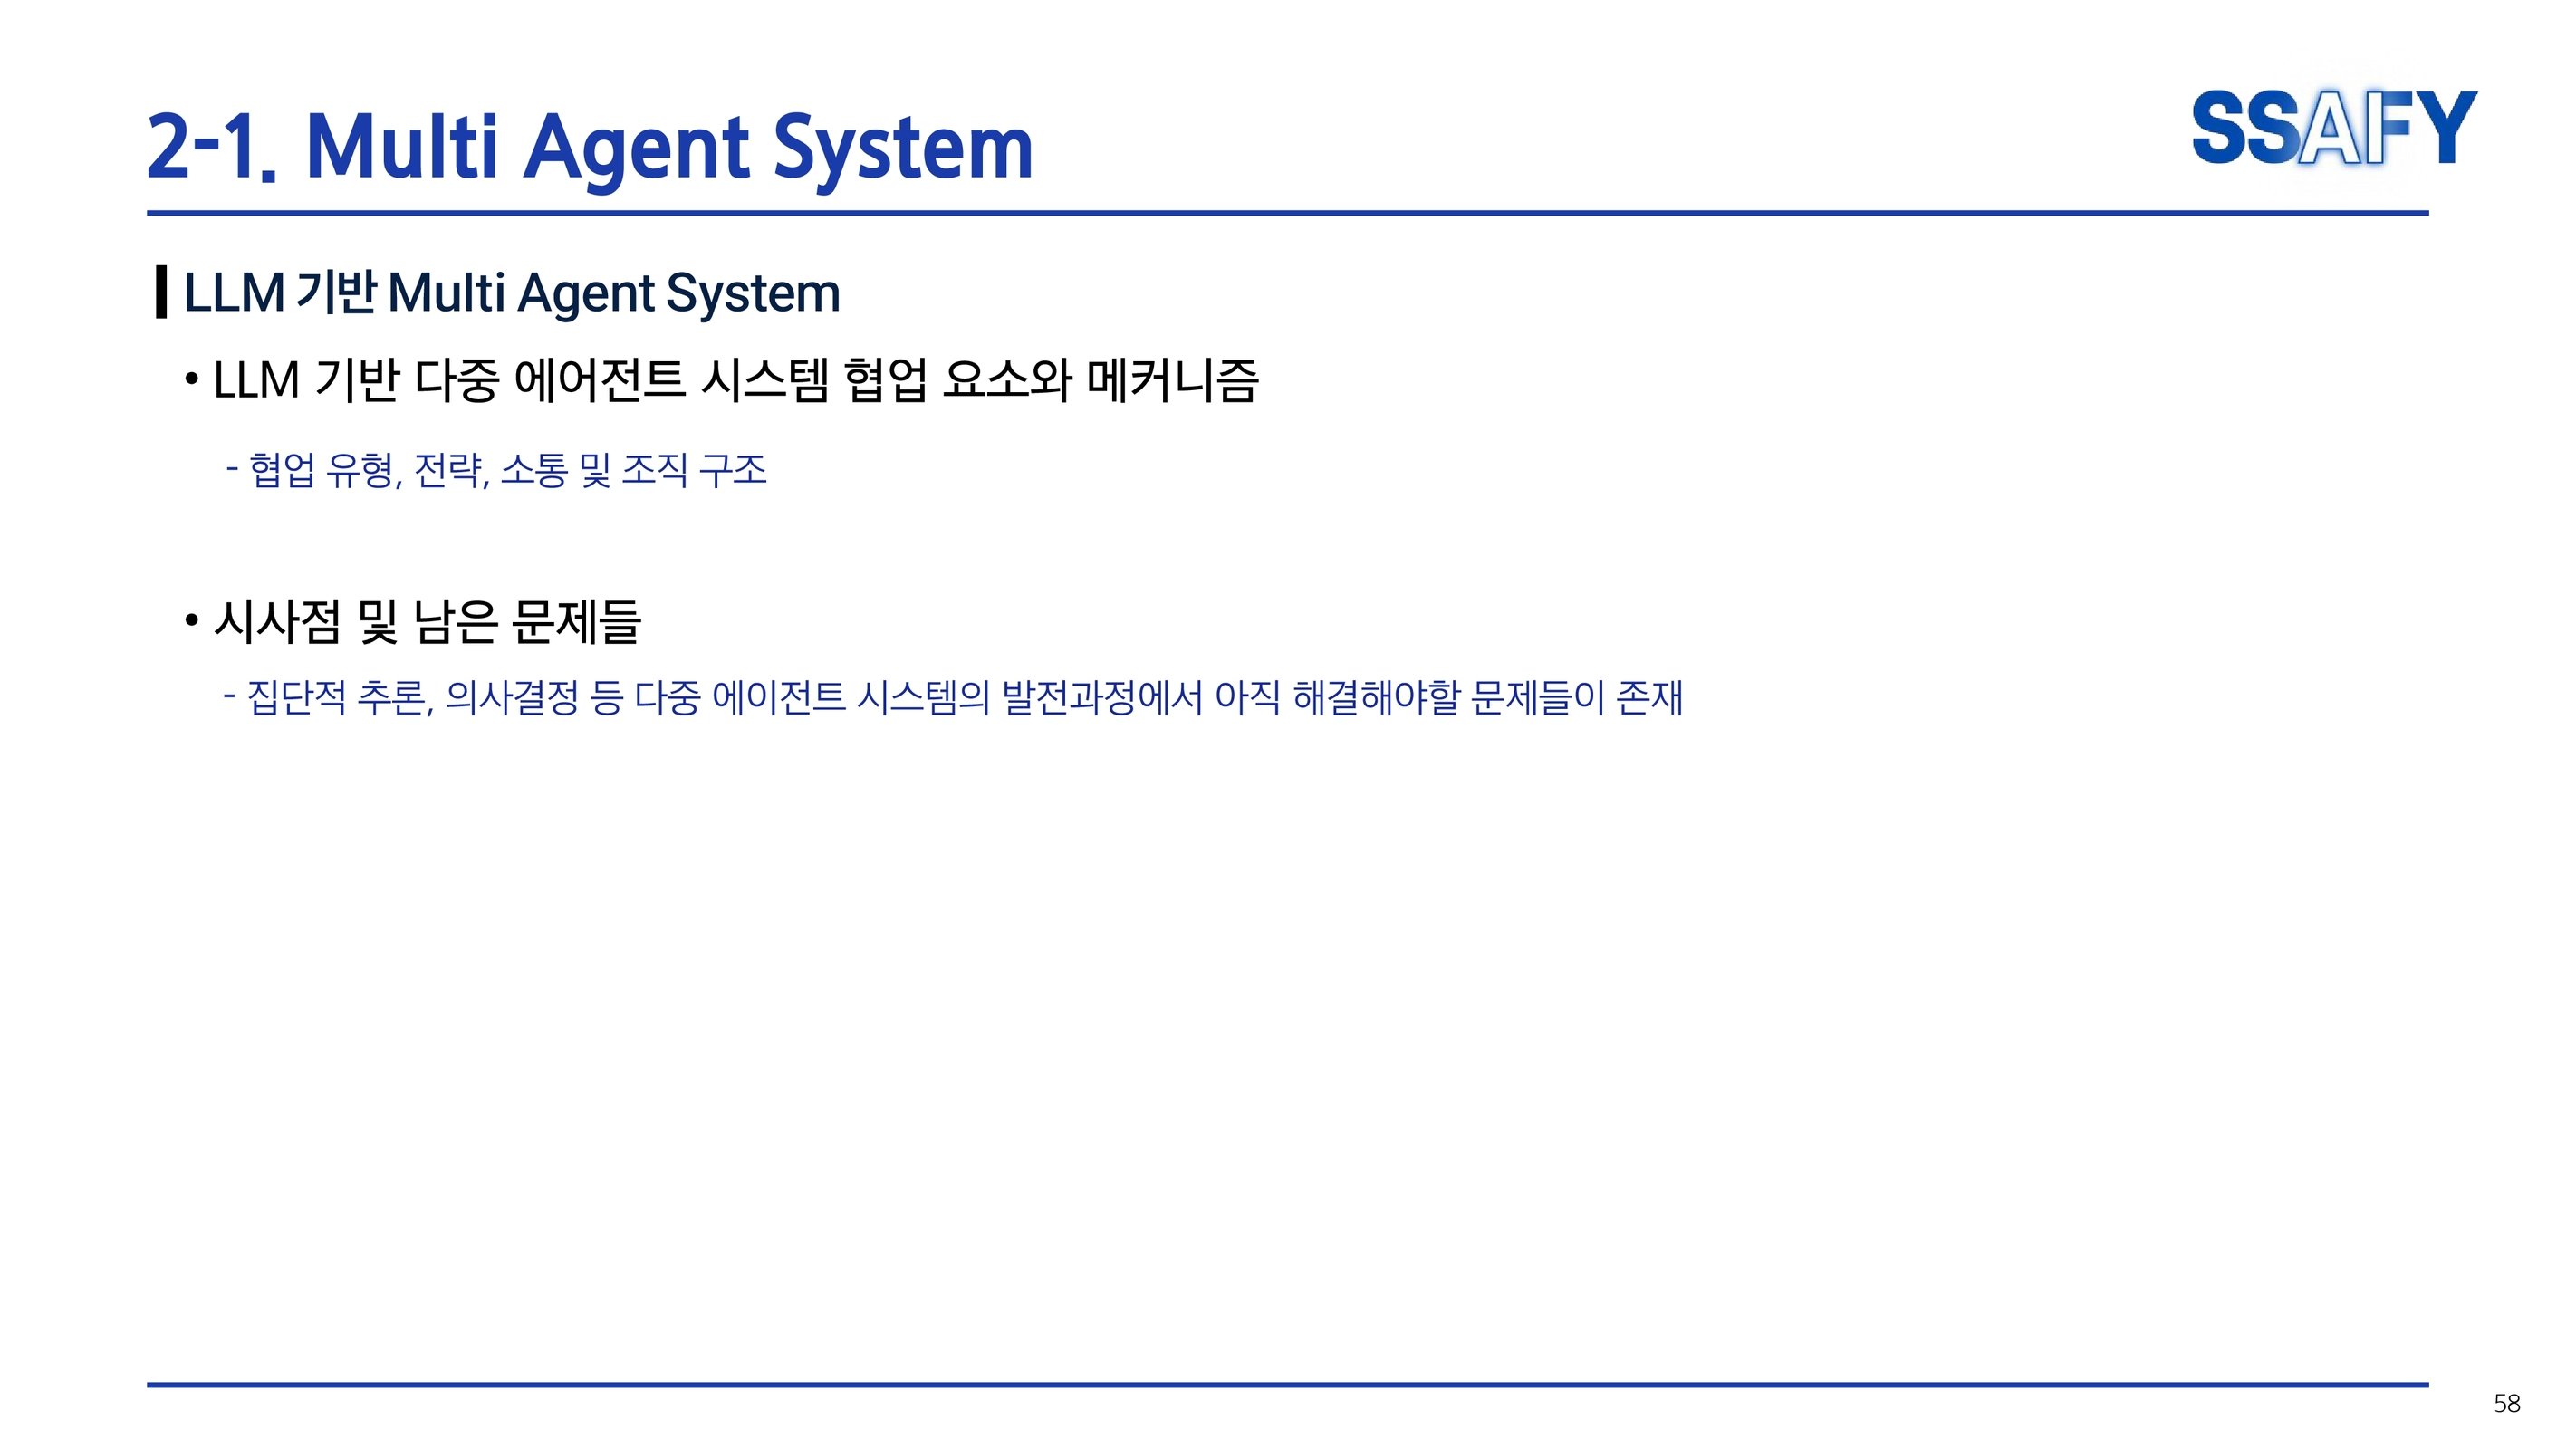 2-1. Multi Agent System
SSAFY
LLM 기반 Multi Agent System
• LLM 기반 다중 에어전트 시스템 협업 요소와 메커니즘
- 협업 유형, 전략, 소통 및 조직 구조
• 시사점 및 남은 문제들
- 집단적 추론, 의사결정 등 다중 에이전트 시스템의 발전과정에서 아직 해결해야할 문제들이 존재
58